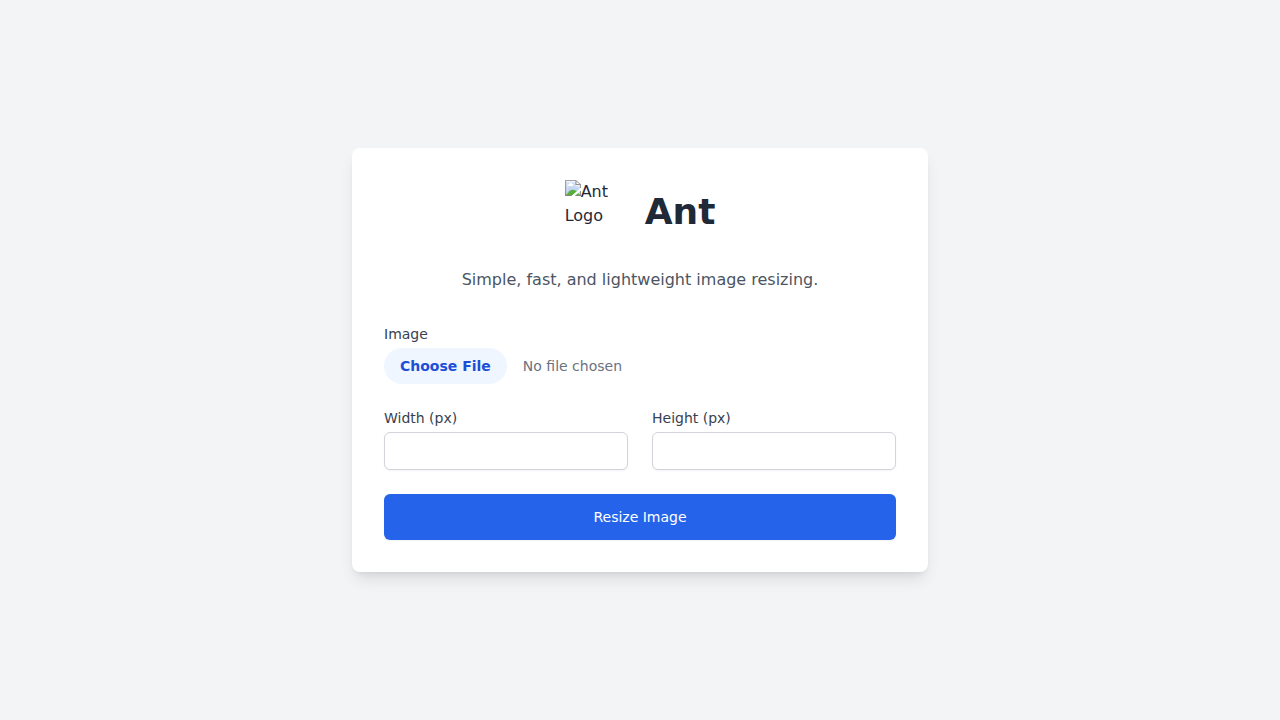 Ant
Logo
Ant
Simple, fast, and lightweight image resizing.
Image
Choose File No file chosen
Width (px) Height (px)
Resize Image